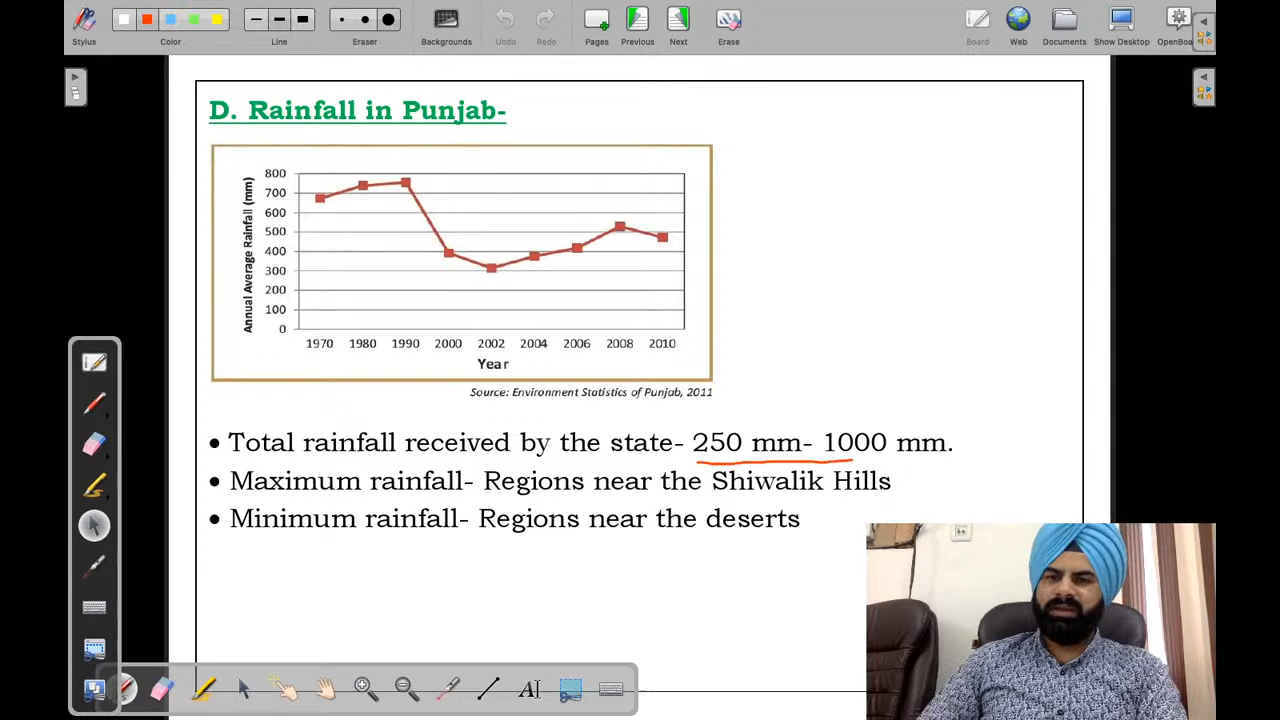 Stylus
Color
Line
Eraser
Backgrounds
Undo
Redo
Pages
Previous
Next
Erase
Board
Web
Documents
Show Desktop
OpenBoa
D. Rainfall in Punjab-
Annual Average Rainfall (mm)
800
700
600
500
400
300
200
100
0
1970 1980 1990 2000 2002 2004 2006 2008 2010
Year
Source: Environment Statistics of Punjab, 2011
• Total rainfall received by the state- 250 mm- 1000 mm.
• Maximum rainfall- Regions near the Shiwalik Hills
• Minimum rainfall- Regions near the deserts
AI